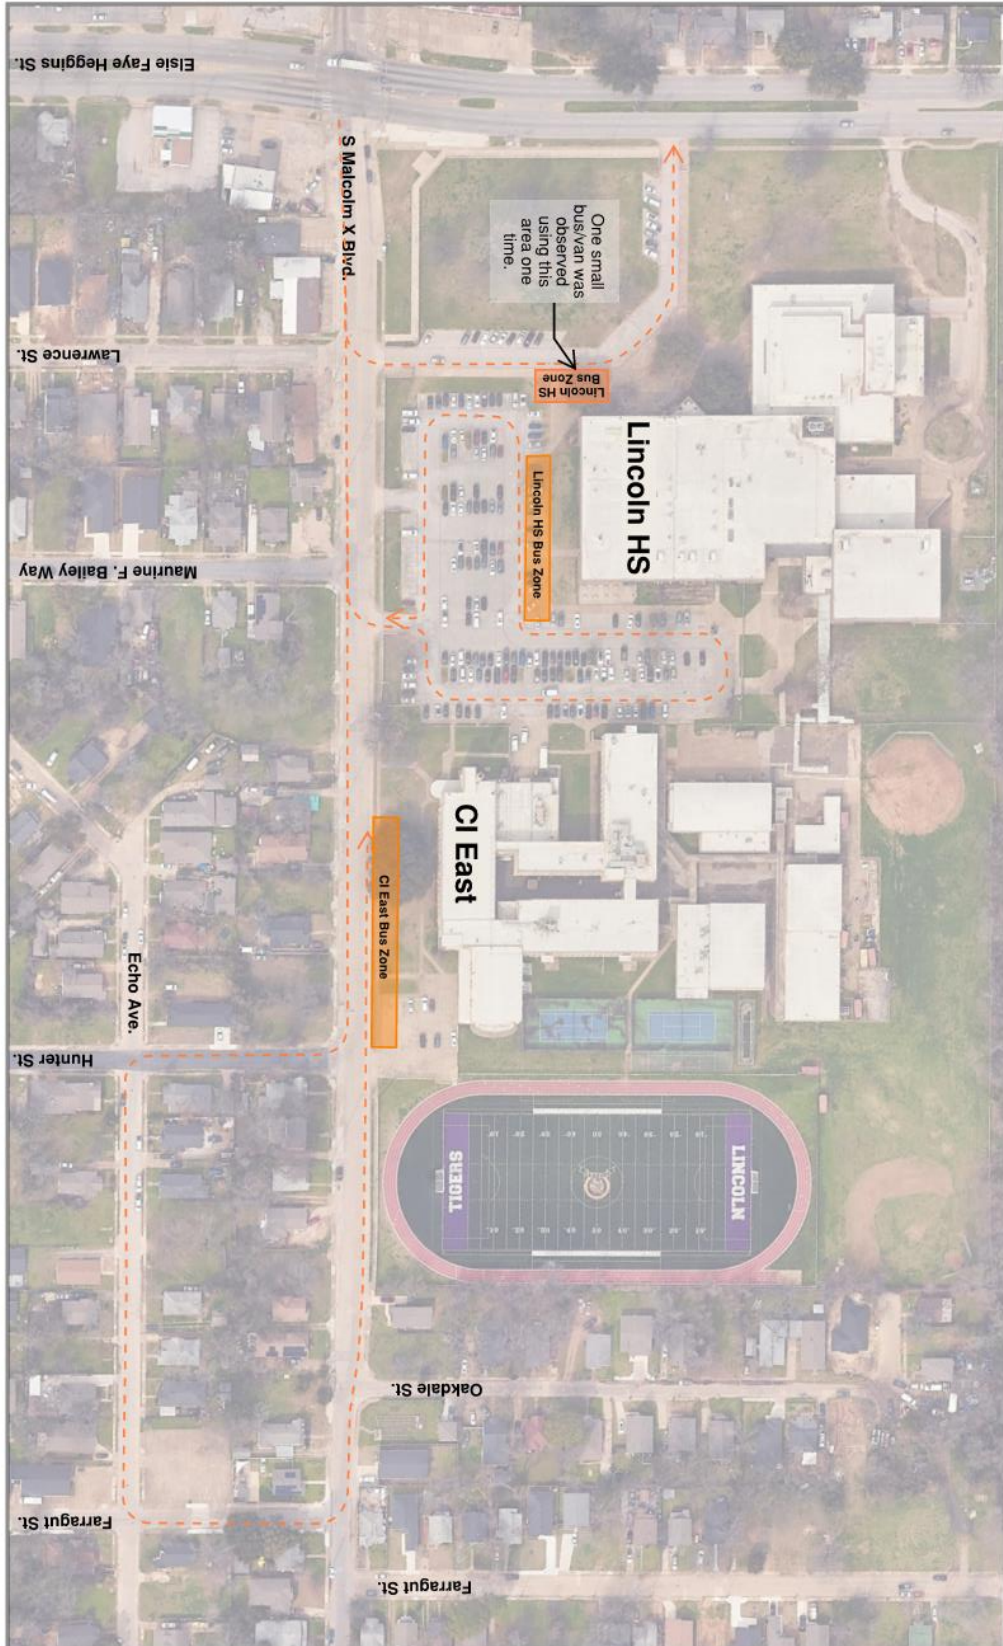 Elsie Faye Heggins St.
S Malcolm X Blvd.
One small
bus/van was
observed
using this
area one
time.
Lawrence St.
Lincoln HS
Bus Zone
Lincoln HS
Lincoln HS Bus Zone
Maurine F. Bailey Way
CI East
CI East Bus Zone
Echo Ave.
Hunter St.
TIGERS
LINCOLN
Oakdale St.
Farragut St.
Farragut St.